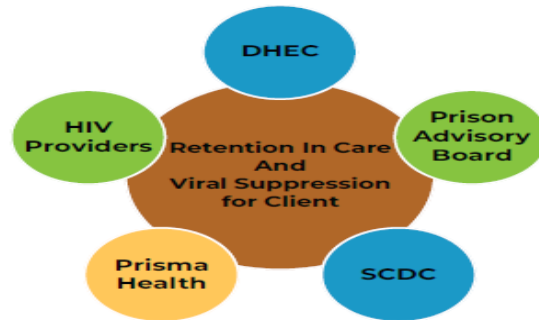 DHEC
HIV
Providers
Prison
Advisory
Board
Retention In Care
And
Viral Suppression
for Client
Prisma
Health
SCDC